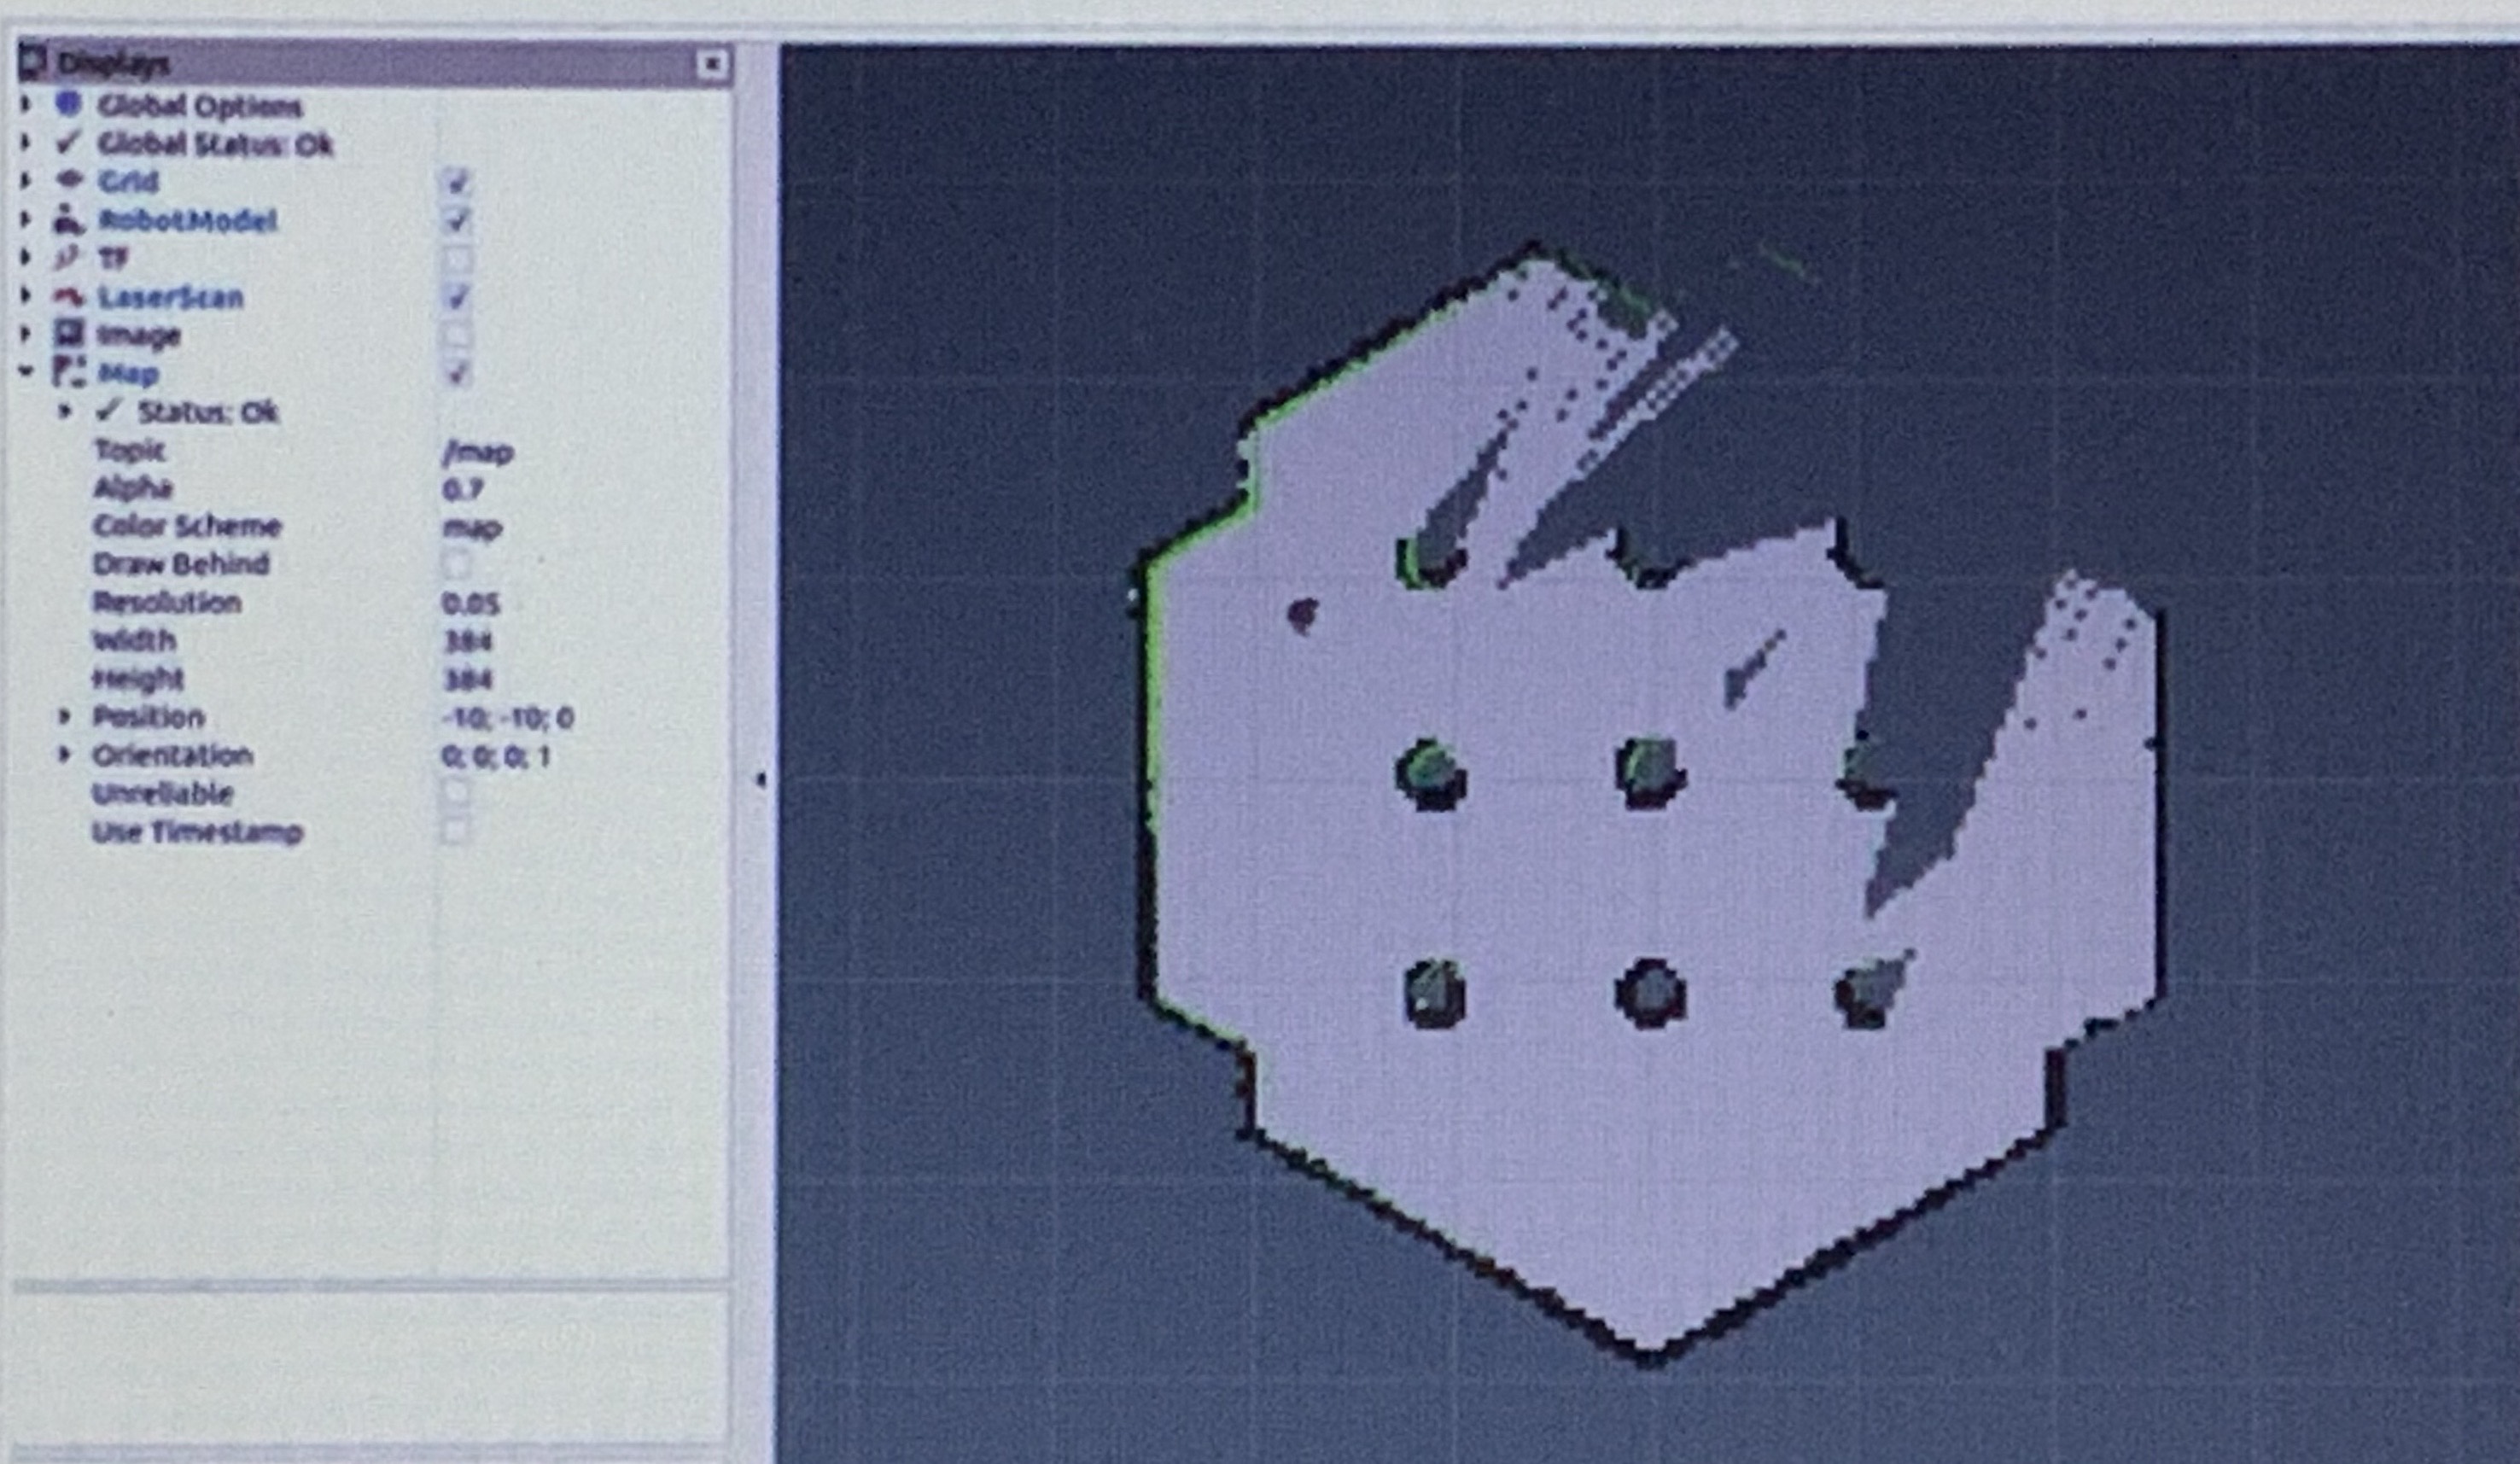 Displays
Global Options
Global Status: Ok
Grid
RobotModel
TF
LaserScan
Image
Map
Status: Ok
Topic /map
Alpha 0.7
Color Scheme map
Draw Behind
Resolution 0.05
Width 384
Height 384
Position -10; -10; 0
Orientation 0; 0; 0; 1
Unreliable
Use Timestamp